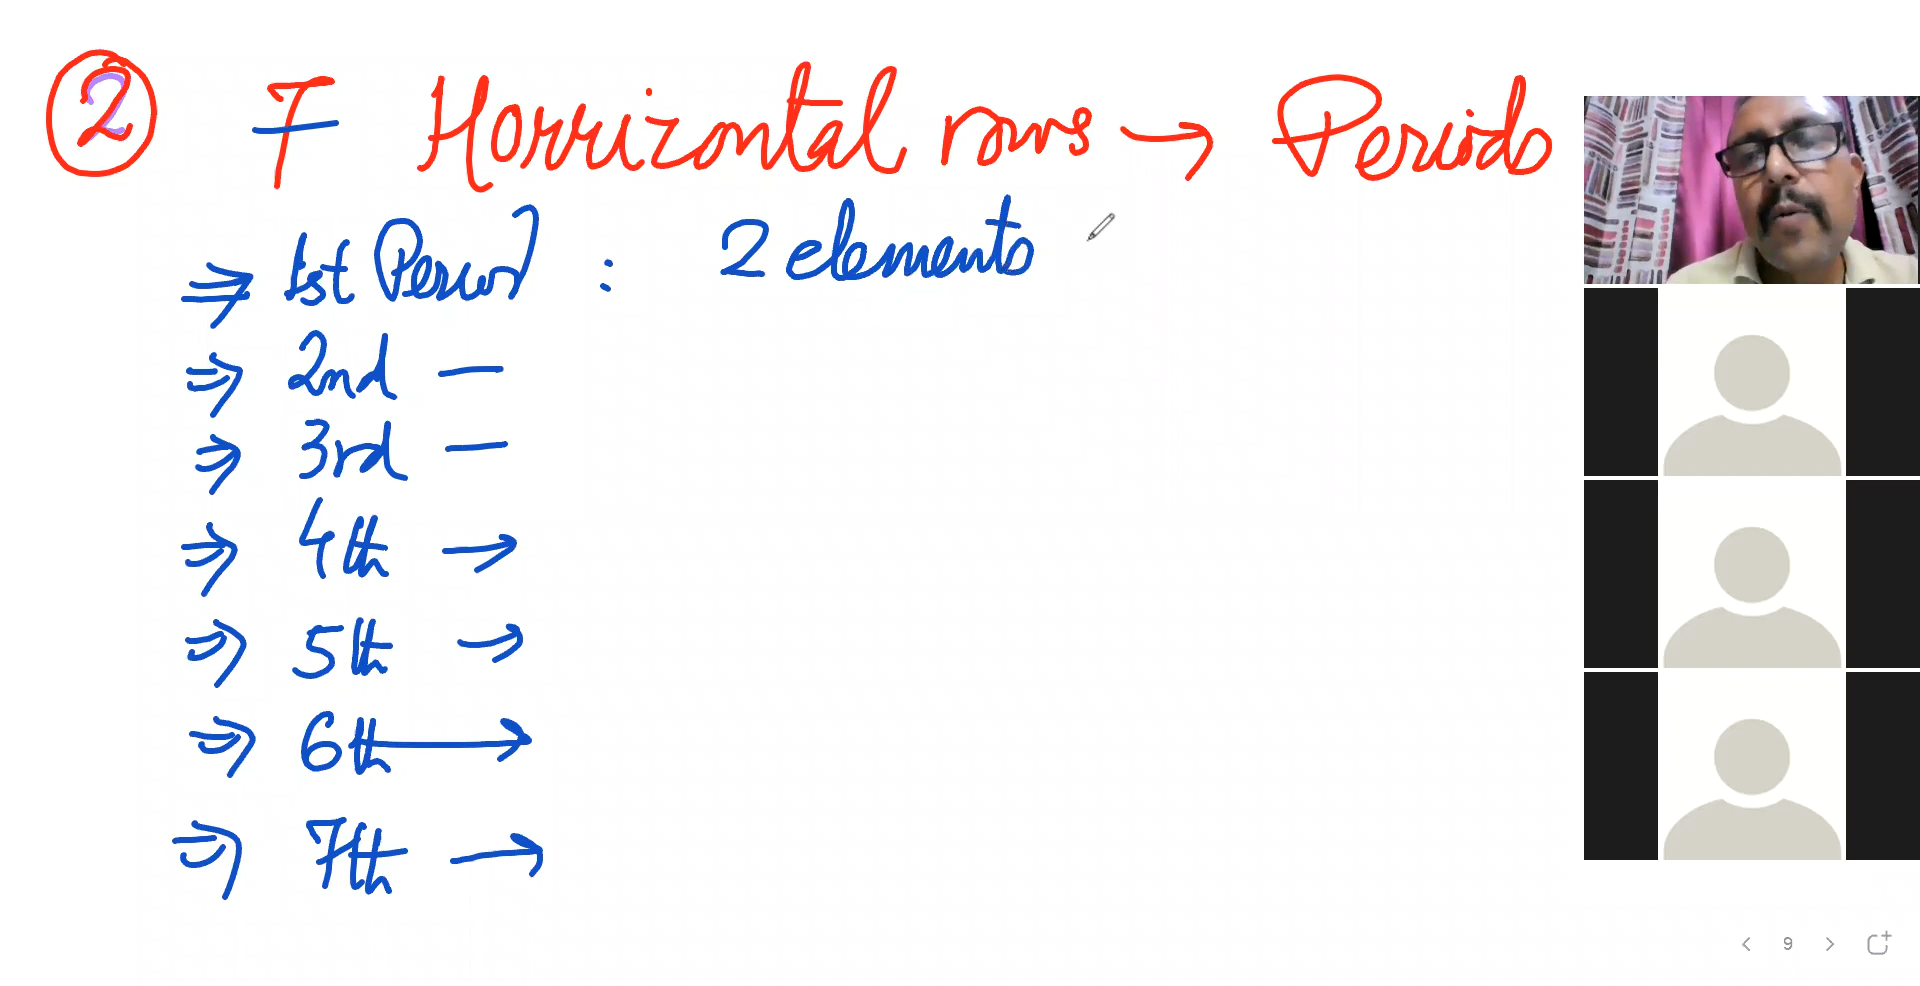 2 7 Horrizontal rows → Periods
⇒ 1st Period : 2 elements
⇒ 2nd —
⇒ 3rd —
⇒ 4th →
⇒ 5th →
⇒ 6th →
⇒ 7th →
< 9 >